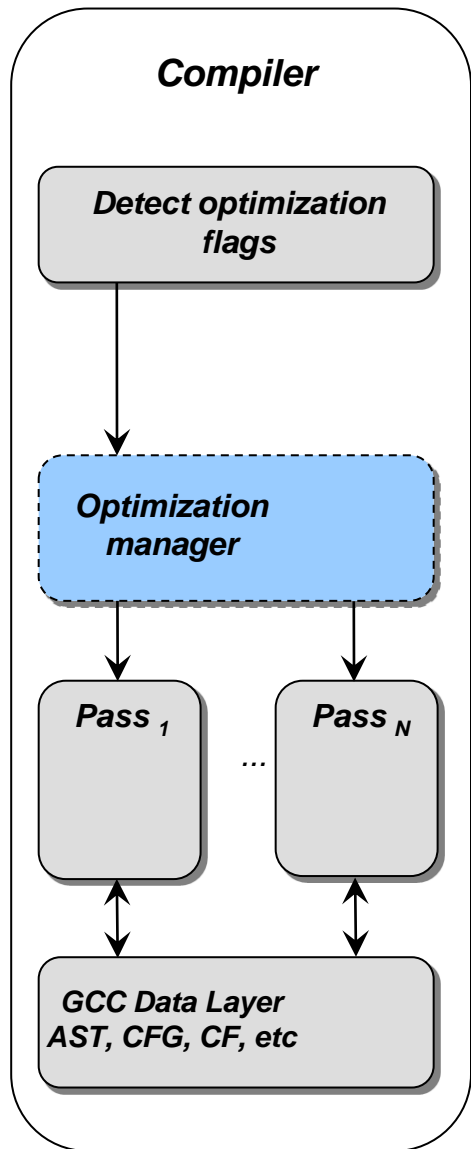 Compiler
Detect optimization
flags
Optimization
manager
Pass 1
... 
Pass N
GCC Data Layer
AST, CFG, CF, etc